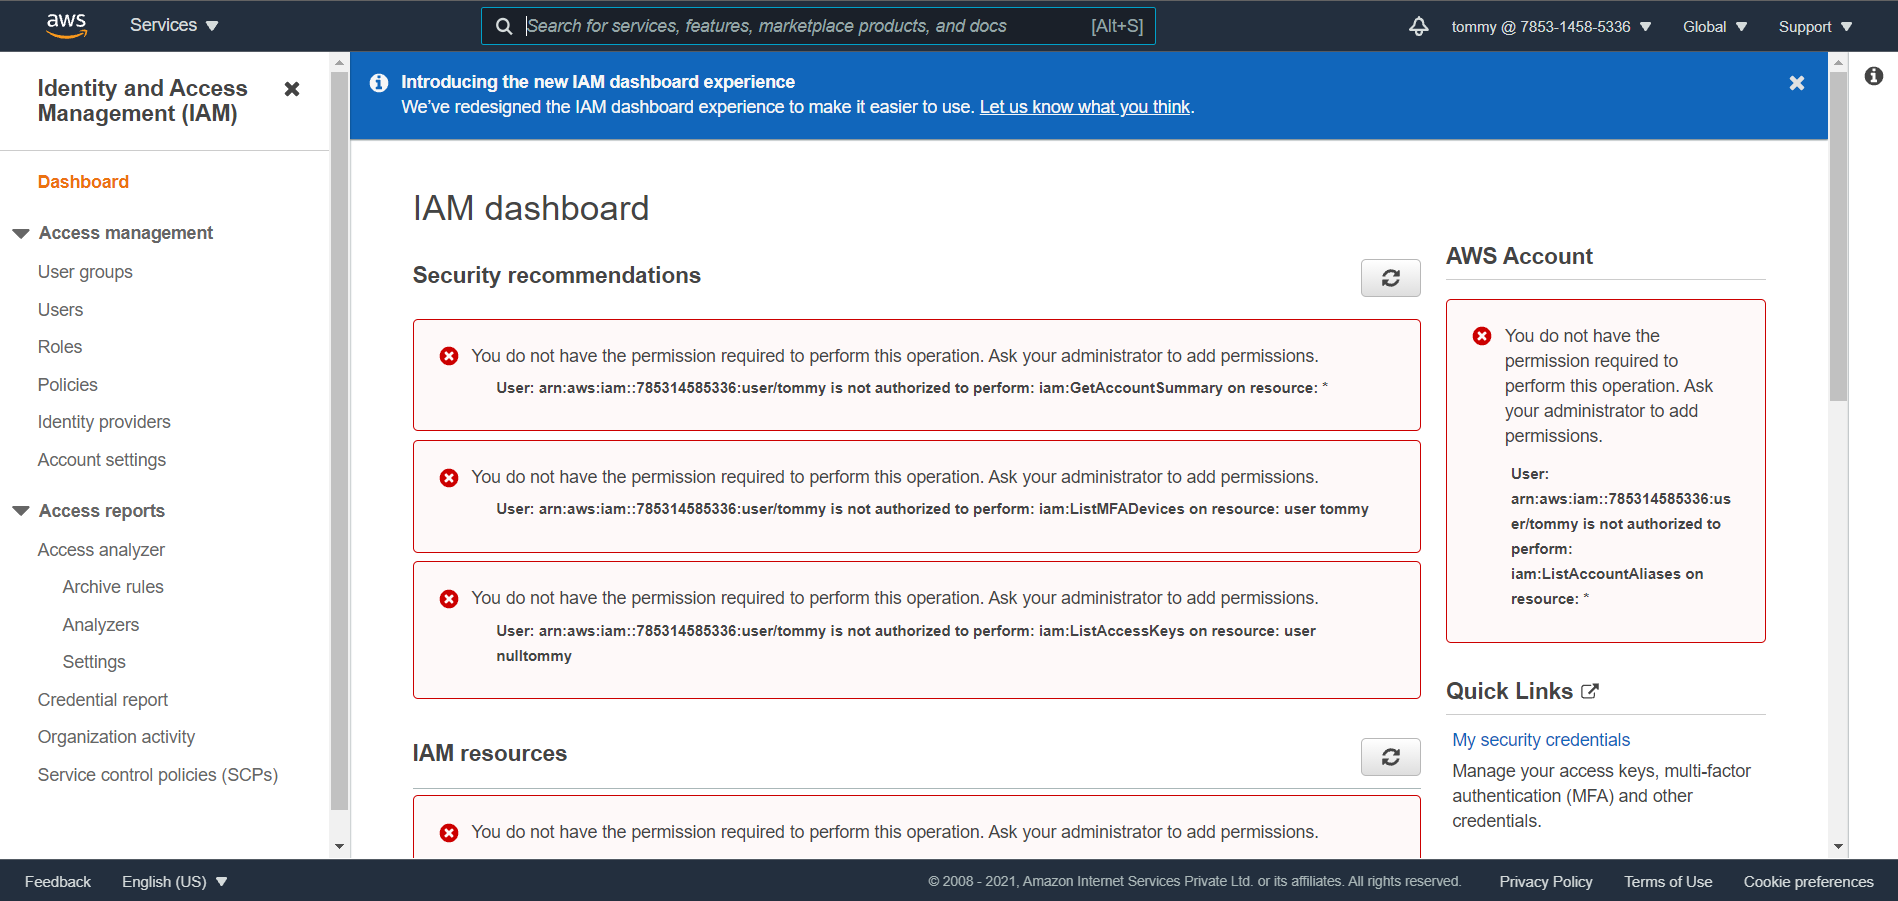 aws
Services
Search for services, features, marketplace products, and docs
[Alt+S]
tommy @ 7853-1458-5336
Global
Support
Identity and Access
Management (IAM)
Dashboard
Access management
User groups
Users
Roles
Policies
Identity providers
Account settings
Access reports
Access analyzer
Archive rules
Analyzers
Settings
Credential report
Organization activity
Service control policies (SCPs)
Introducing the new IAM dashboard experience
We've redesigned the IAM dashboard experience to make it easier to use. Let us know what you think.
IAM dashboard
Security recommendations
You do not have the permission required to perform this operation. Ask your administrator to add permissions.
User: arn:aws:iam::785314585336:user/tommy is not authorized to perform: iam:GetAccountSummary on resource: *
You do not have the permission required to perform this operation. Ask your administrator to add permissions.
User: arn:aws:iam::785314585336:user/tommy is not authorized to perform: iam:ListMFADevices on resource: user tommy
You do not have the permission required to perform this operation. Ask your administrator to add permissions.
User: arn:aws:iam::785314585336:user/tommy is not authorized to perform: iam:ListAccessKeys on resource: user
nulltommy
IAM resources
You do not have the permission required to perform this operation. Ask your administrator to add permissions.
AWS Account
You do not have the
permission required to
perform this operation. Ask
your administrator to add
permissions.
User:
arn:aws:iam::785314585336:us
er/tommy is not authorized to
perform:
iam:ListAccountAliases on
resource: *
Quick Links
My security credentials
Manage your access keys, multi-factor
authentication (MFA) and other
credentials.
Feedback
English (US)
© 2008 - 2021, Amazon Internet Services Private Ltd. or its affiliates. All rights reserved.
Privacy Policy
Terms of Use
Cookie preferences